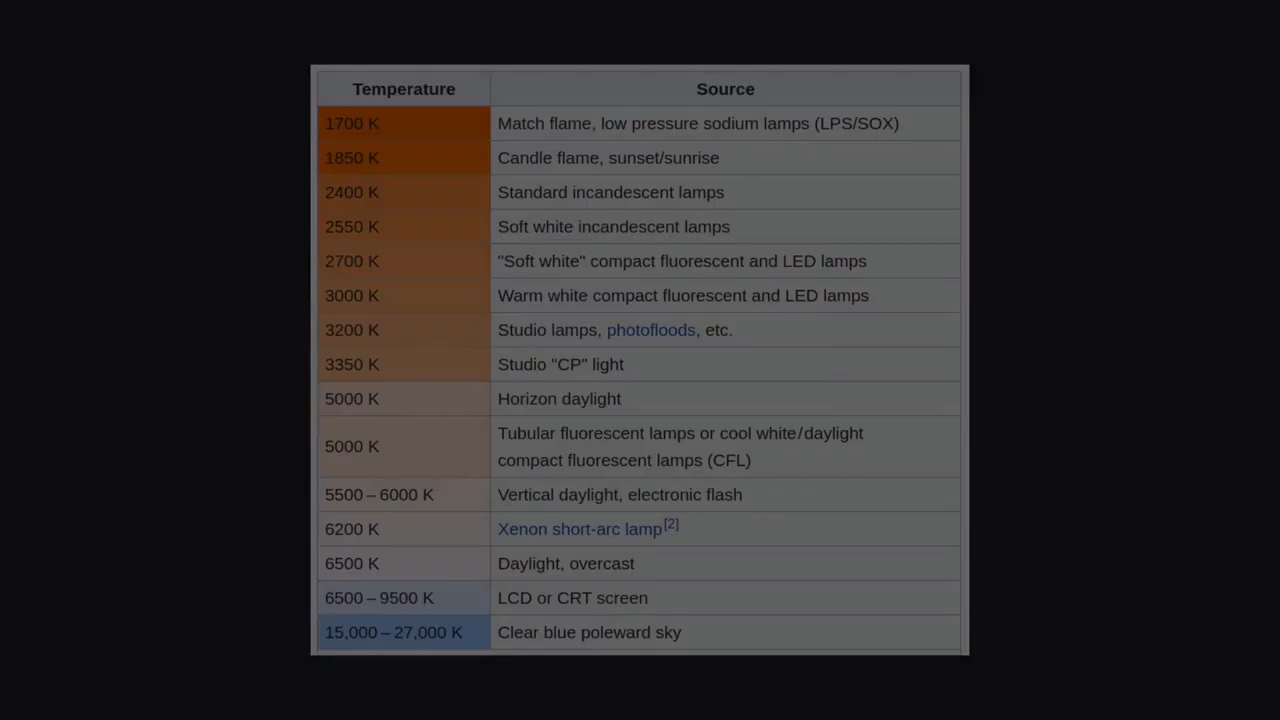 Temperature Source
1700 K Match flame, low pressure sodium lamps (LPS/SOX)
1850 K Candle flame, sunset/sunrise
2400 K Standard incandescent lamps
2550 K Soft white incandescent lamps
2700 K "Soft white" compact fluorescent and LED lamps
3000 K Warm white compact fluorescent and LED lamps
3200 K Studio lamps, photofloods, etc.
3350 K Studio "CP" light
5000 K Horizon daylight
5000 K Tubular fluorescent lamps or cool white/daylight
compact fluorescent lamps (CFL)
5500 – 6000 K Vertical daylight, electronic flash
6200 K Xenon short-arc lamp[2]
6500 K Daylight, overcast
6500 – 9500 K LCD or CRT screen
15,000 – 27,000 K Clear blue poleward sky